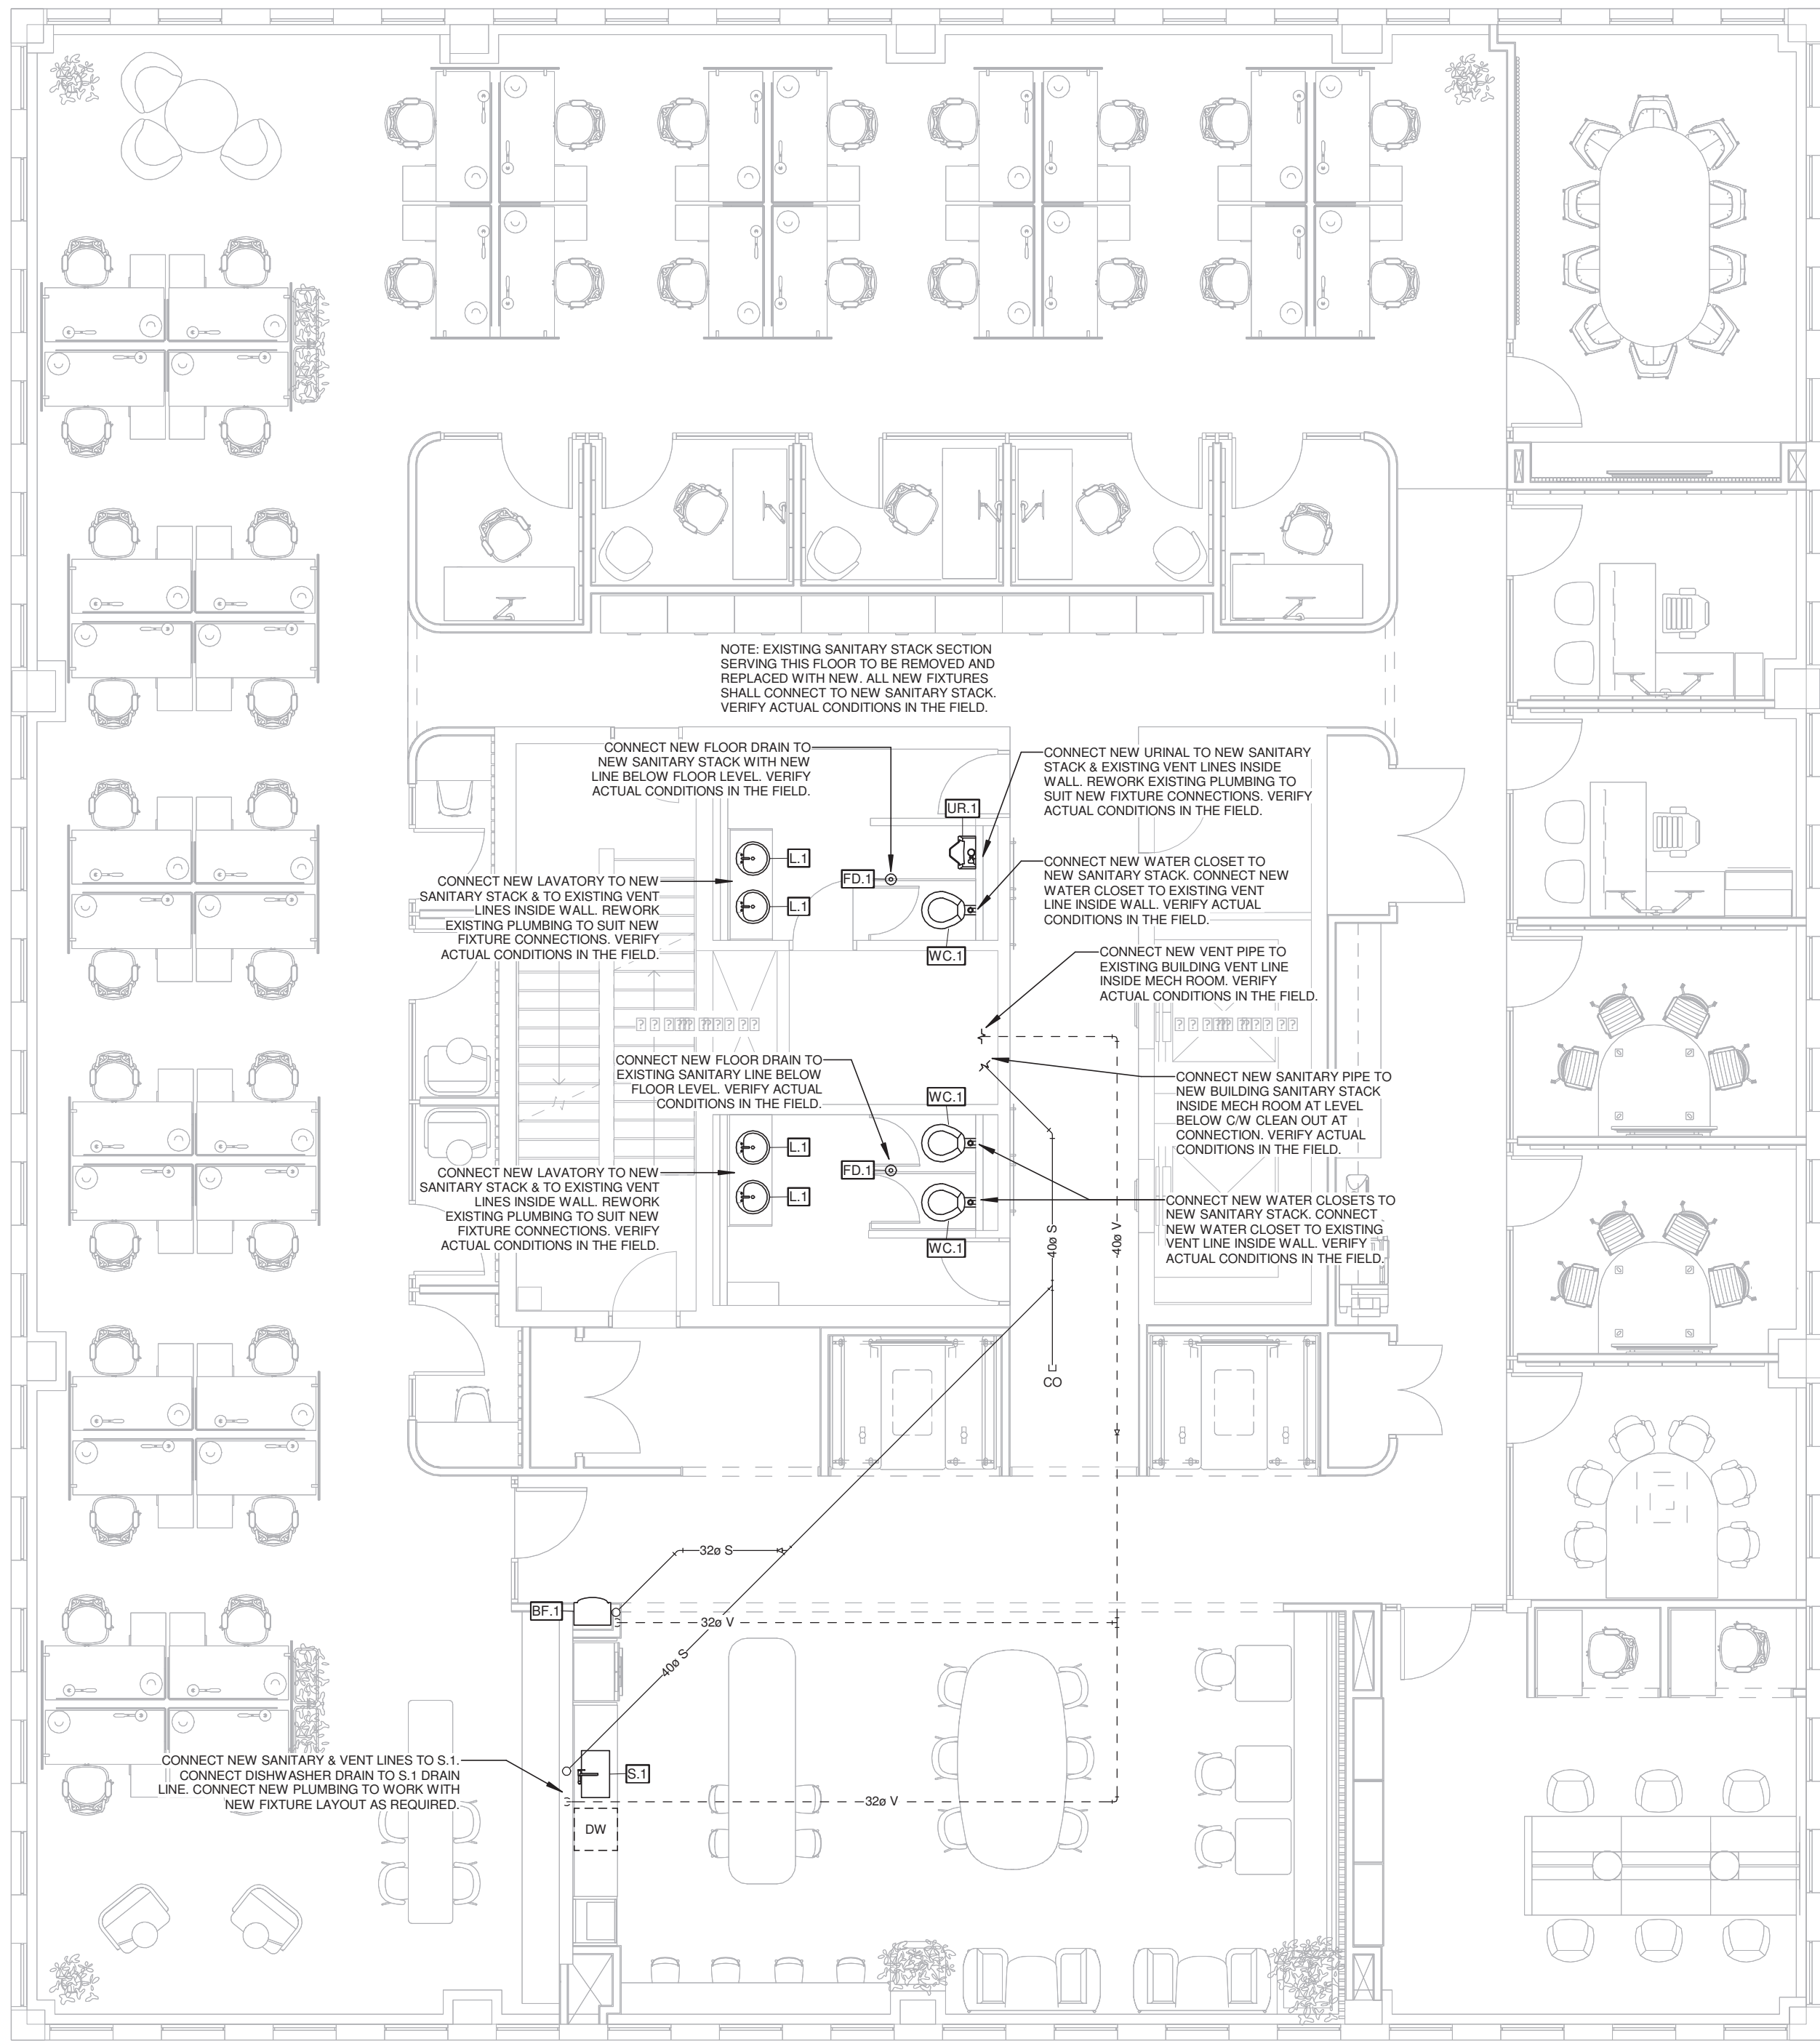 NOTE: EXISTING SANITARY STACK SECTION
SERVING THIS FLOOR TO BE REMOVED AND
REPLACED WITH NEW. ALL NEW FIXTURES
SHALL CONNECT TO NEW SANITARY STACK.
VERIFY ACTUAL CONDITIONS IN THE FIELD.
CONNECT NEW FLOOR DRAIN TO
NEW SANITARY STACK WITH NEW
LINE BELOW FLOOR LEVEL. VERIFY
ACTUAL CONDITIONS IN THE FIELD.
CONNECT NEW URINAL TO NEW SANITARY
STACK & EXISTING VENT LINES INSIDE
WALL. REWORK EXISTING PLUMBING TO
SUIT NEW FIXTURE CONNECTIONS. VERIFY
ACTUAL CONDITIONS IN THE FIELD.
UR.1
L.1
FD.1
L.1
WC.1
CONNECT NEW LAVATORY TO NEW
SANITARY STACK & TO EXISTING VENT
LINES INSIDE WALL. REWORK
EXISTING PLUMBING TO SUIT NEW
FIXTURE CONNECTIONS. VERIFY
ACTUAL CONDITIONS IN THE FIELD.
CONNECT NEW WATER CLOSET TO
NEW SANITARY STACK. CONNECT NEW
WATER CLOSET TO EXISTING VENT
LINE INSIDE WALL. VERIFY ACTUAL
CONDITIONS IN THE FIELD.
CONNECT NEW VENT PIPE TO
EXISTING BUILDING VENT LINE
INSIDE MECH ROOM. VERIFY
ACTUAL CONDITIONS IN THE FIELD.
CONNECT NEW FLOOR DRAIN TO
EXISTING SANITARY LINE BELOW
FLOOR LEVEL. VERIFY ACTUAL
CONDITIONS IN THE FIELD.
CONNECT NEW SANITARY PIPE TO
NEW BUILDING SANITARY STACK
INSIDE MECH ROOM AT LEVEL
BELOW C/W CLEAN OUT AT
CONNECTION. VERIFY ACTUAL
CONDITIONS IN THE FIELD.
WC.1
L.1
FD.1
L.1
WC.1
CONNECT NEW LAVATORY TO NEW
SANITARY STACK & TO EXISTING VENT
LINES INSIDE WALL. REWORK
EXISTING PLUMBING TO SUIT NEW
FIXTURE CONNECTIONS. VERIFY
ACTUAL CONDITIONS IN THE FIELD.
CONNECT NEW WATER CLOSETS TO
NEW SANITARY STACK. CONNECT
NEW WATER CLOSET TO EXISTING
VENT LINE INSIDE WALL. VERIFY
ACTUAL CONDITIONS IN THE FIELD.
40ø S
40ø V
CO
32ø S
BF.1
32ø V
40ø S
CONNECT NEW SANITARY & VENT LINES TO S.1.
CONNECT DISHWASHER DRAIN TO S.1 DRAIN
LINE. CONNECT NEW PLUMBING TO WORK WITH
NEW FIXTURE LAYOUT AS REQUIRED.
S.1
32ø V
DW